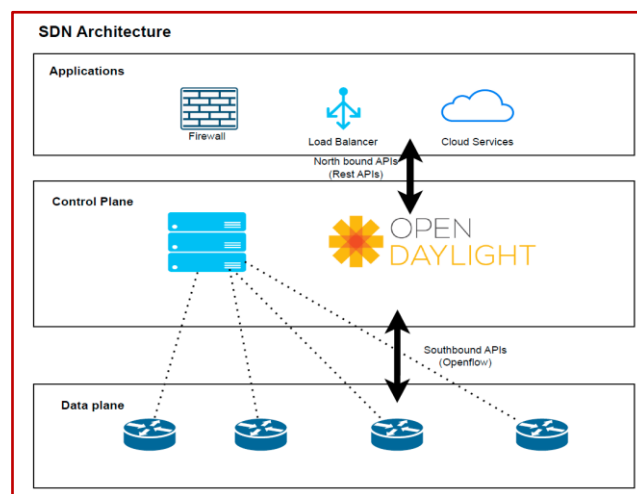 SDN Architecture
Applications
Firewall
Load Balancer
Cloud Services
North bound APIs
(Rest APIs)
Control Plane
OPEN
DAYLIGHT
Southbound APIs
(Openflow)
Data plane